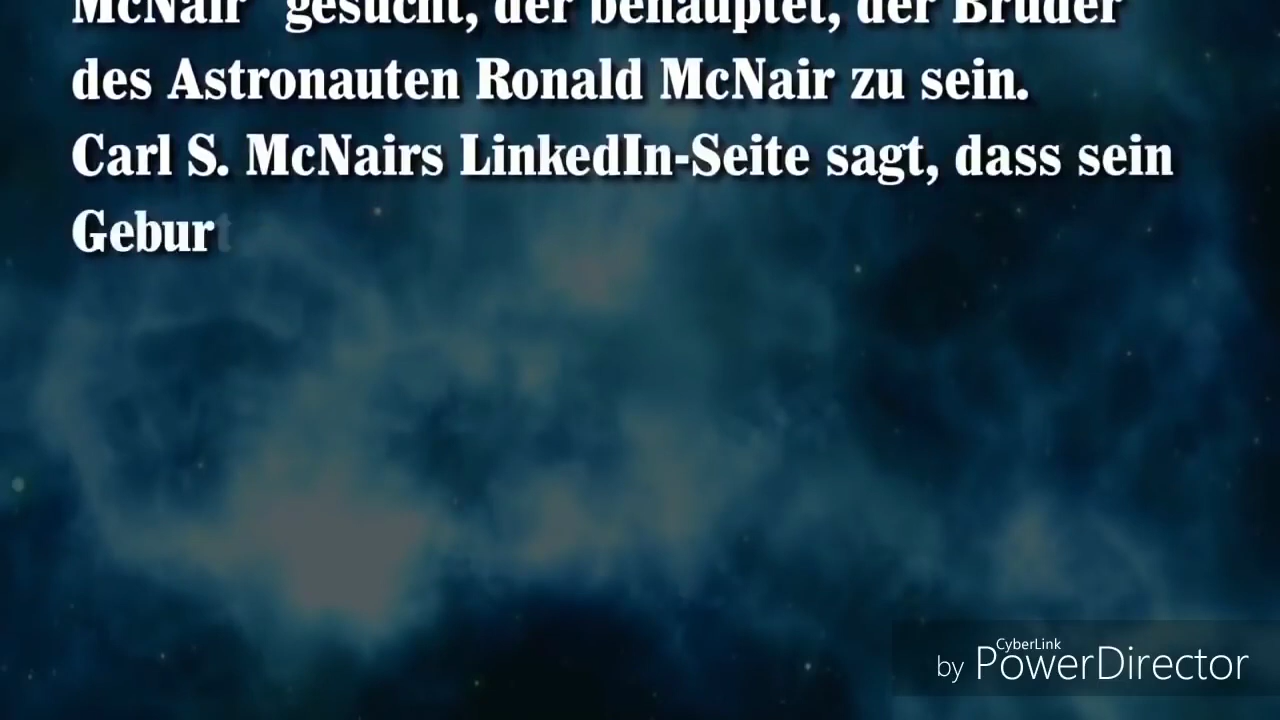 McNair" gesucht, der behauptet, der Bruder
des Astronauten Ronald McNair zu sein.
Carl S. McNairs LinkedIn-Seite sagt, dass sein
Geburt
CyberLink
by PowerDirector